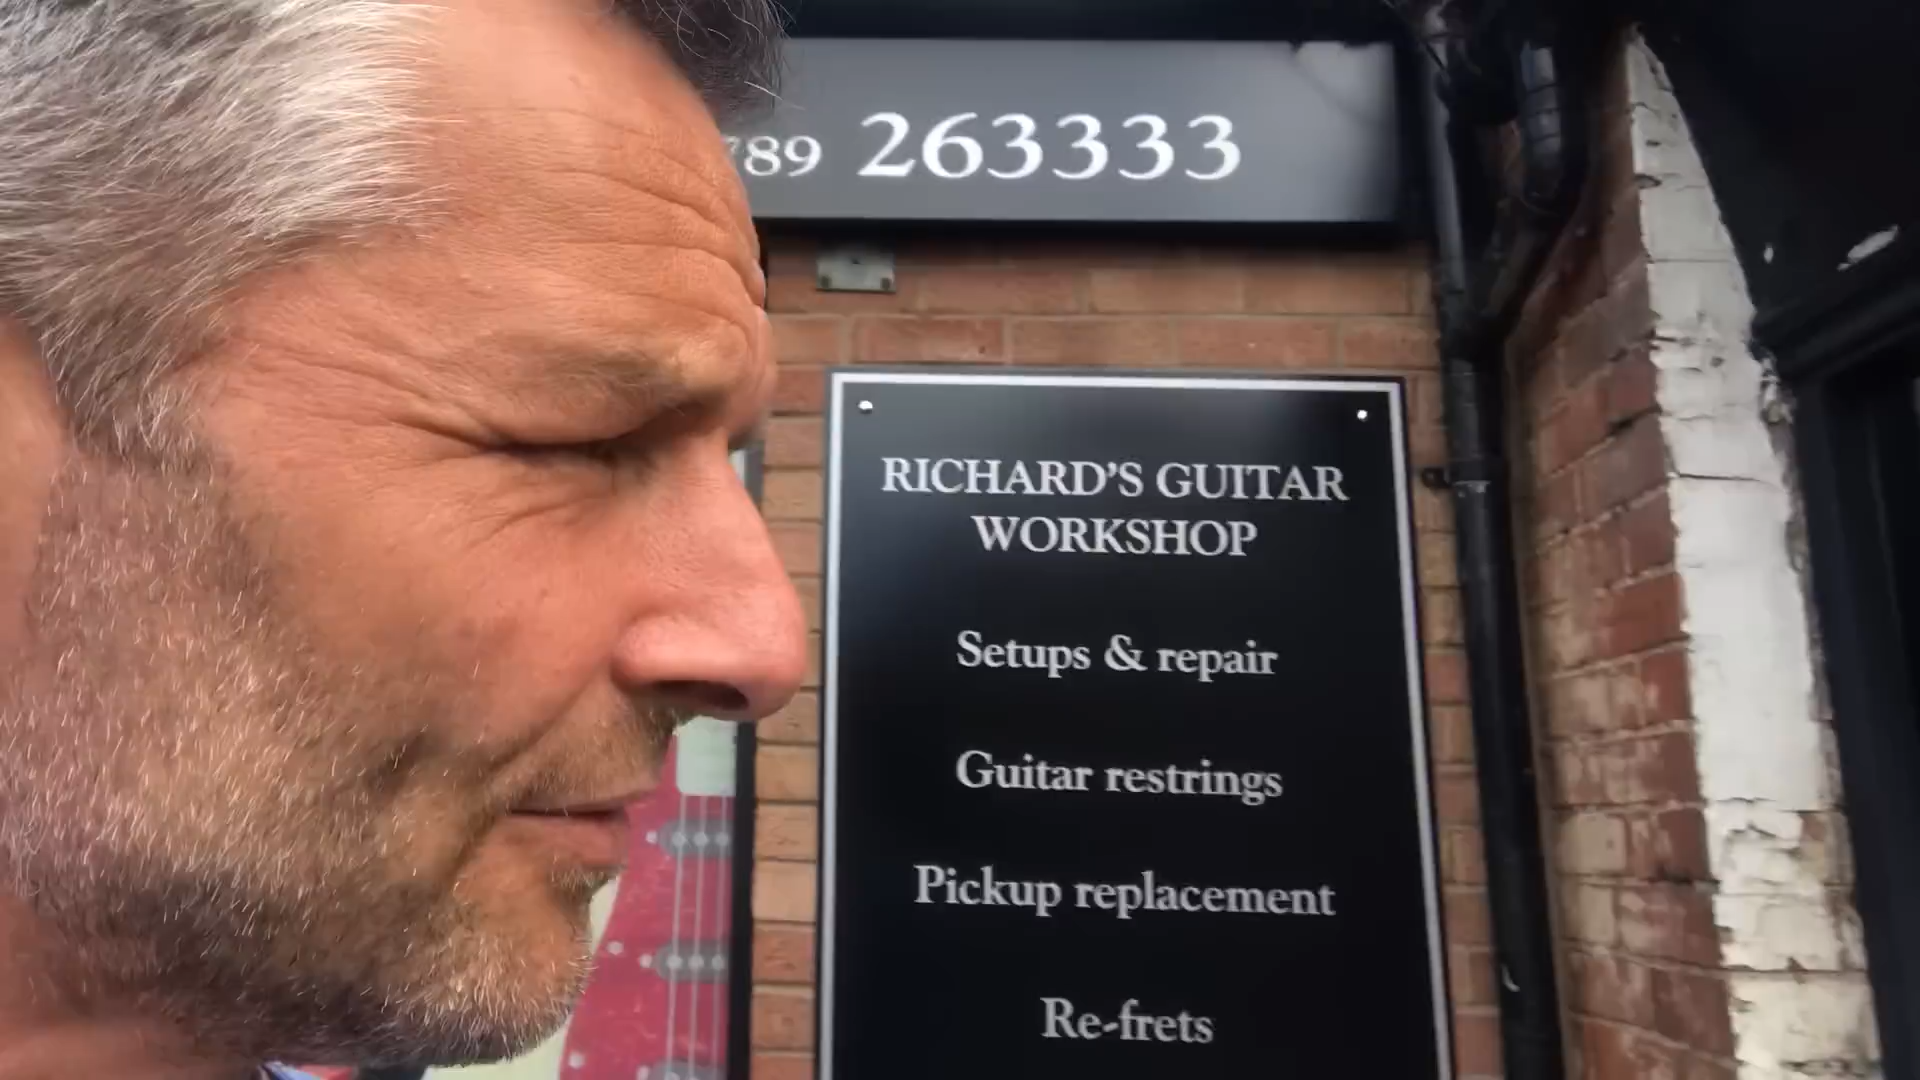 789 263333
RICHARD'S GUITAR
WORKSHOP
Setups & repair
Guitar restrings
Pickup replacement
Re-frets